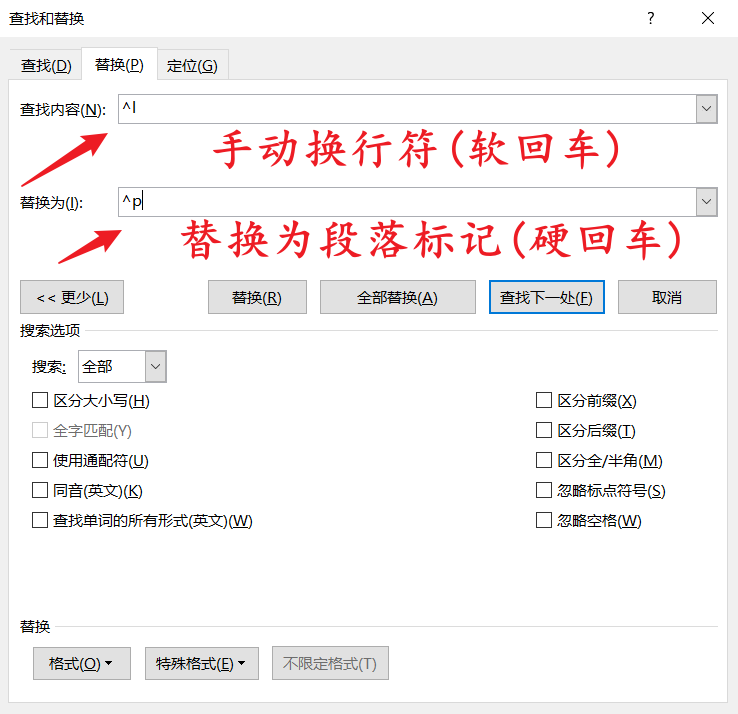 查找和替换
查找(D) 替换(P) 定位(G)
查找内容(N): ^l
手动换行符(软回车)
替换为(I): ^p
替换为段落标记(硬回车)
<< 更少(L) 替换(R) 全部替换(A) 查找下一处(F) 取消
搜索选项
搜索: 全部
区分大小写(H) 区分前缀(X)
全字匹配(Y) 区分后缀(T)
使用通配符(U) 区分全/半角(M)
同音(英文)(K) 忽略标点符号(S)
查找单词的所有形式(英文)(W) 忽略空格(W)
替换
格式(O) 特殊格式(E) 不限定格式(T)